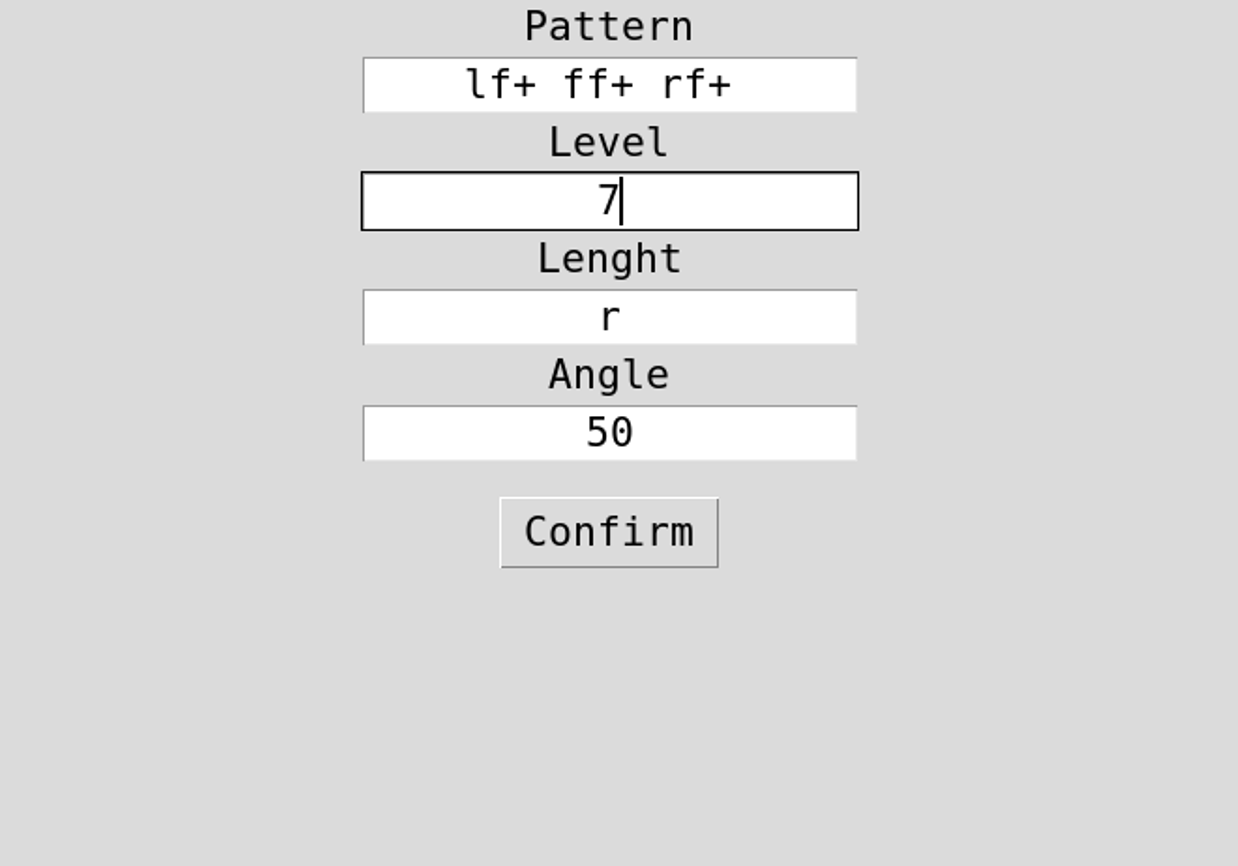 Pattern
lf+ ff+ rf+
Level
7
Lenght
r
Angle
50
Confirm